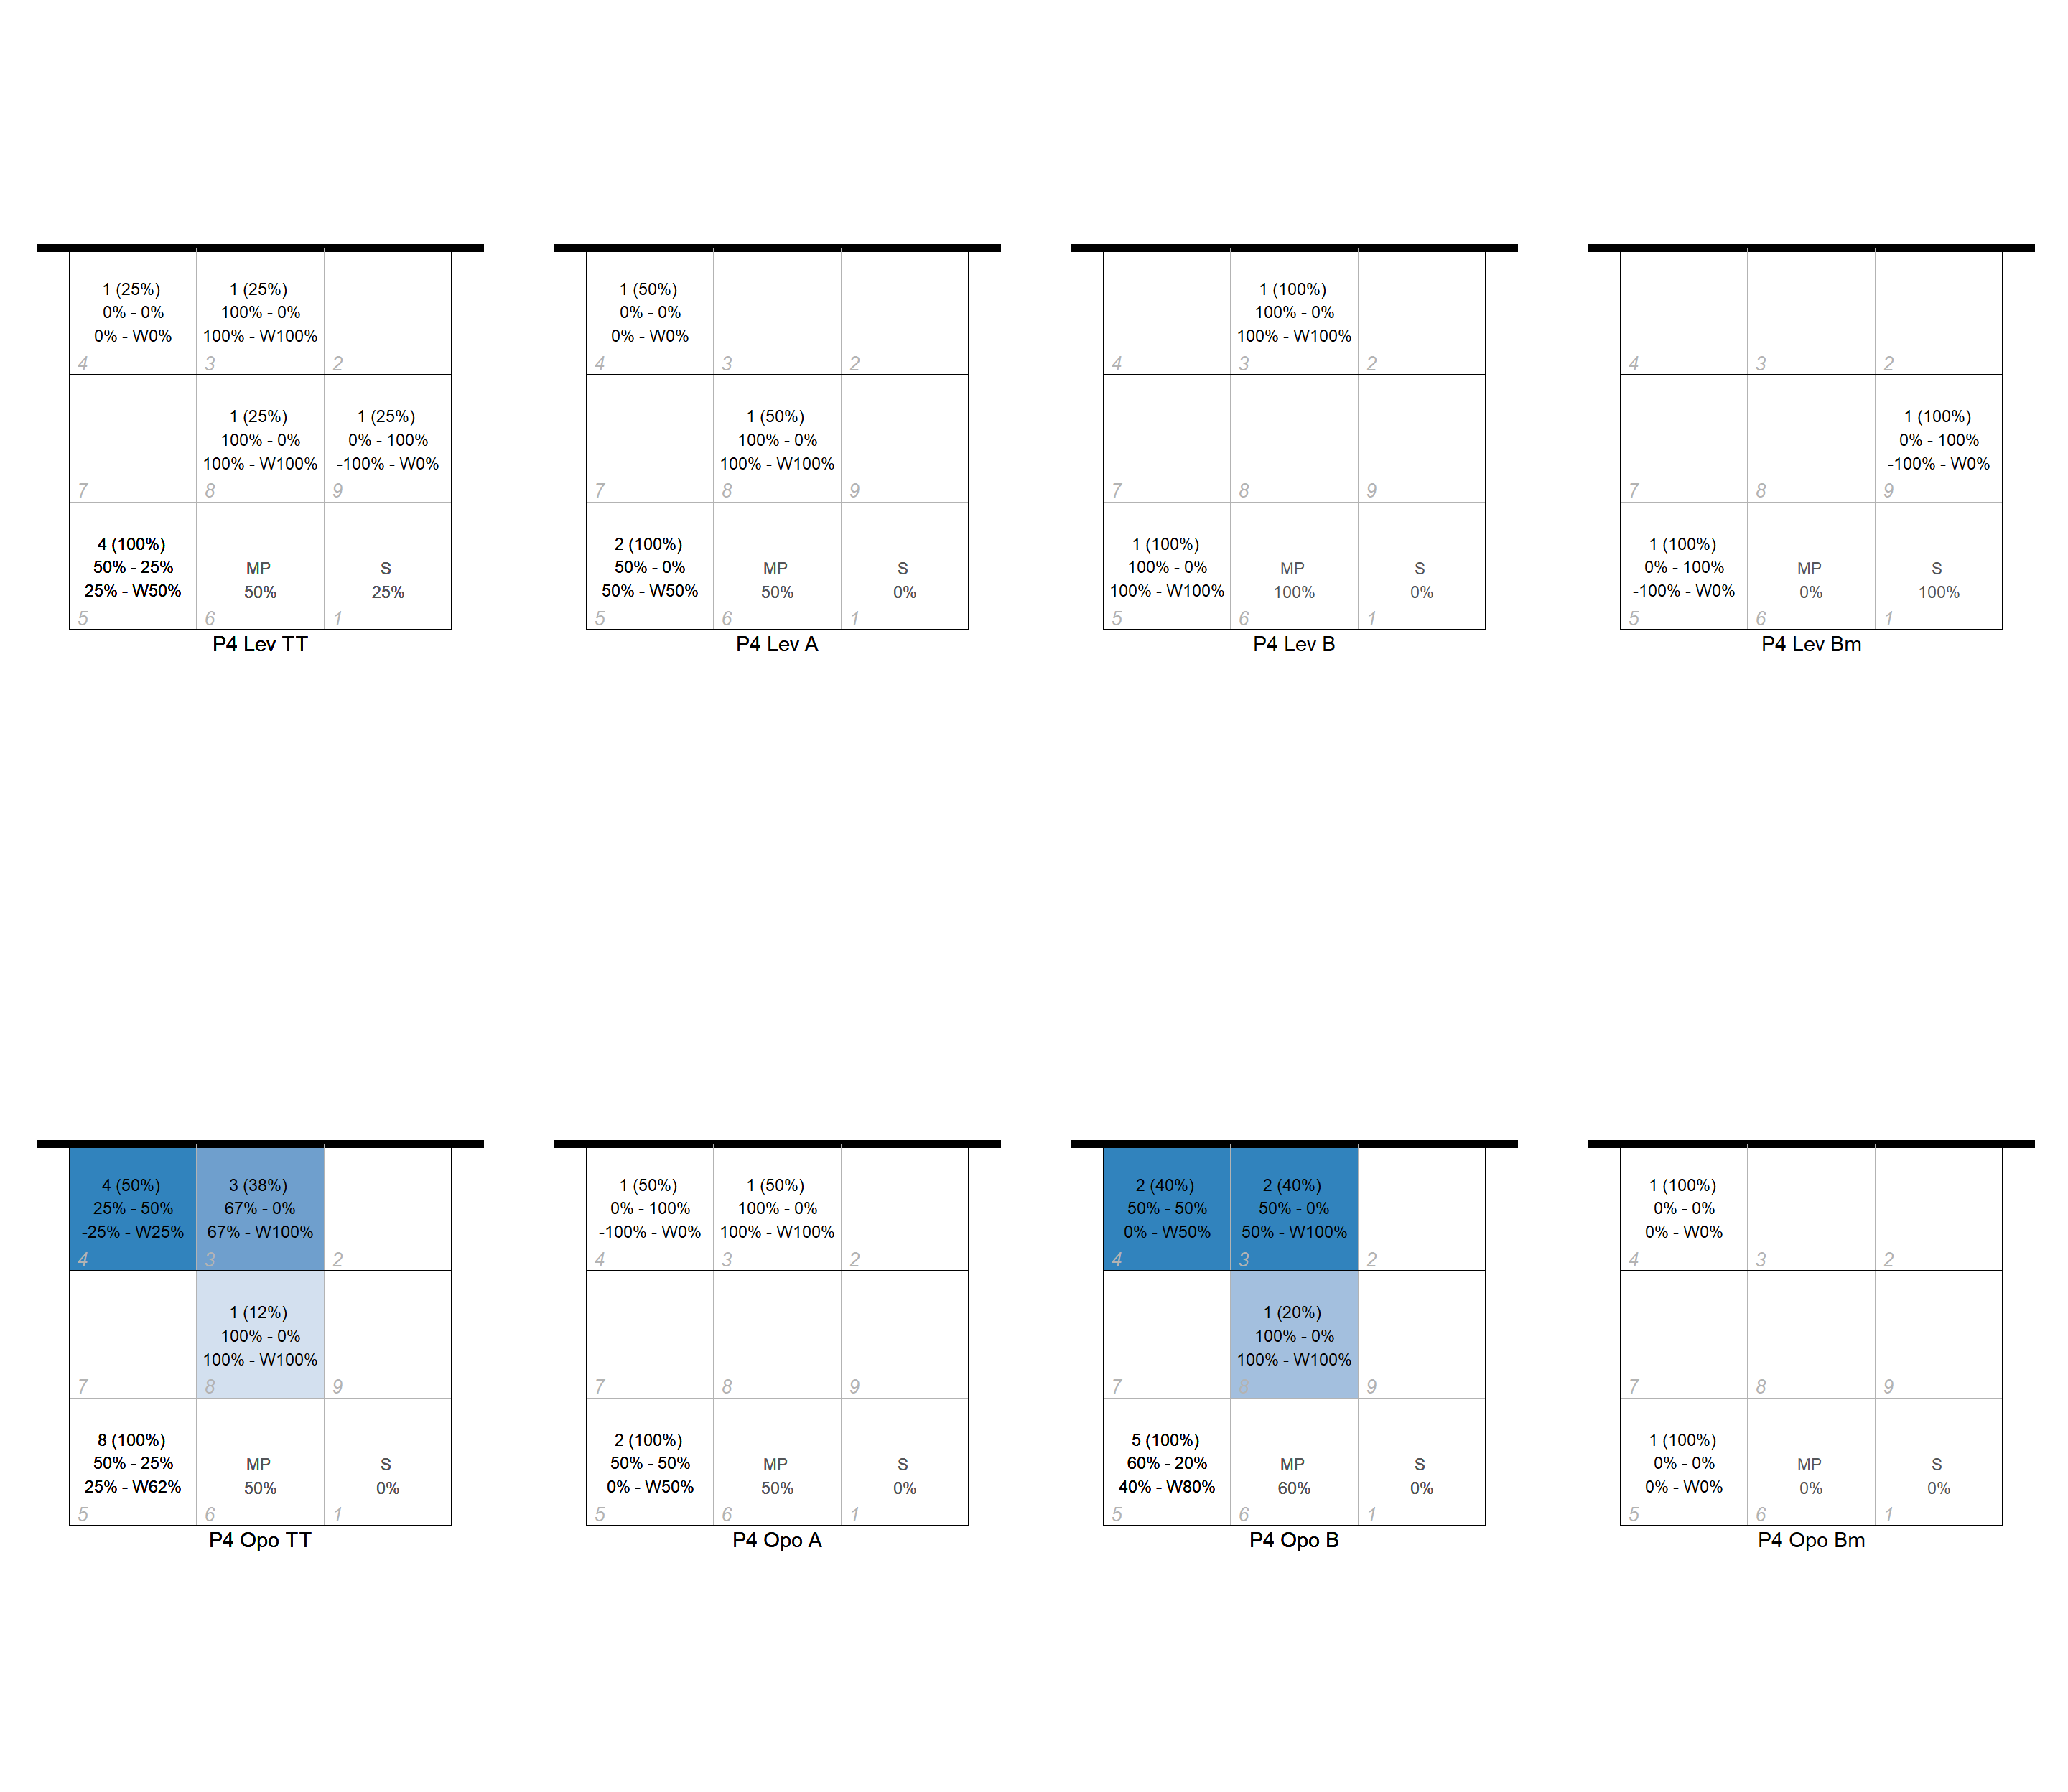 1 (25%)
0% - 0%
0% - W0%
4
1 (25%)
100% - 0%
100% - W100%
3
2
7
1 (25%)
100% - 0%
100% - W100%
8
1 (25%)
0% - 100%
-100% - W0%
9
4 (100%)
50% - 25%
25% - W50%
5
MP
50%
6
S
25%
1
P4 Lev TT
1 (50%)
0% - 0%
0% - W0%
4
3
2
7
1 (50%)
100% - 0%
100% - W100%
8
9
2 (100%)
50% - 0%
50% - W50%
5
MP
50%
6
S
0%
1
P4 Lev A
4
1 (100%)
100% - 0%
100% - W100%
3
2
7
8
9
1 (100%)
100% - 0%
100% - W100%
5
MP
100%
6
S
0%
1
P4 Lev B
4
3
2
7
8
1 (100%)
0% - 100%
-100% - W0%
9
1 (100%)
0% - 100%
-100% - W0%
5
MP
0%
6
S
100%
1
P4 Lev Bm
4 (50%)
25% - 50%
-25% - W25%
4
3 (38%)
67% - 0%
67% - W100%
3
2
7
1 (12%)
100% - 0%
100% - W100%
8
9
8 (100%)
50% - 25%
25% - W62%
5
MP
50%
6
S
0%
1
P4 Opo TT
1 (50%)
0% - 100%
-100% - W0%
4
1 (50%)
100% - 0%
100% - W100%
3
2
7
8
9
2 (100%)
50% - 50%
0% - W50%
5
MP
50%
6
S
0%
1
P4 Opo A
2 (40%)
50% - 50%
0% - W50%
4
2 (40%)
50% - 0%
50% - W100%
3
2
7
1 (20%)
100% - 0%
100% - W100%
8
9
5 (100%)
60% - 20%
40% - W80%
5
MP
60%
6
S
0%
1
P4 Opo B
1 (100%)
0% - 0%
0% - W0%
4
3
2
7
8
9
1 (100%)
0% - 0%
0% - W0%
5
MP
0%
6
S
0%
1
P4 Opo Bm